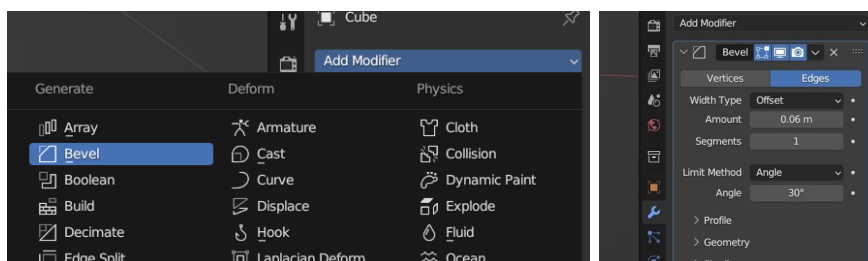 Cube
Add Modifier
Generate Deform Physics
Array Armature Cloth
Bevel Cast Collision
Boolean Curve Dynamic Paint
Build Displace Explode
Decimate Hook Fluid
Edge Split Laplacian Deform Ocean
Add Modifier
Bevel
Vertices Edges
Width Type Offset
Amount 0.06 m
Segments 1
Limit Method Angle
Angle 30°
Profile
Geometry